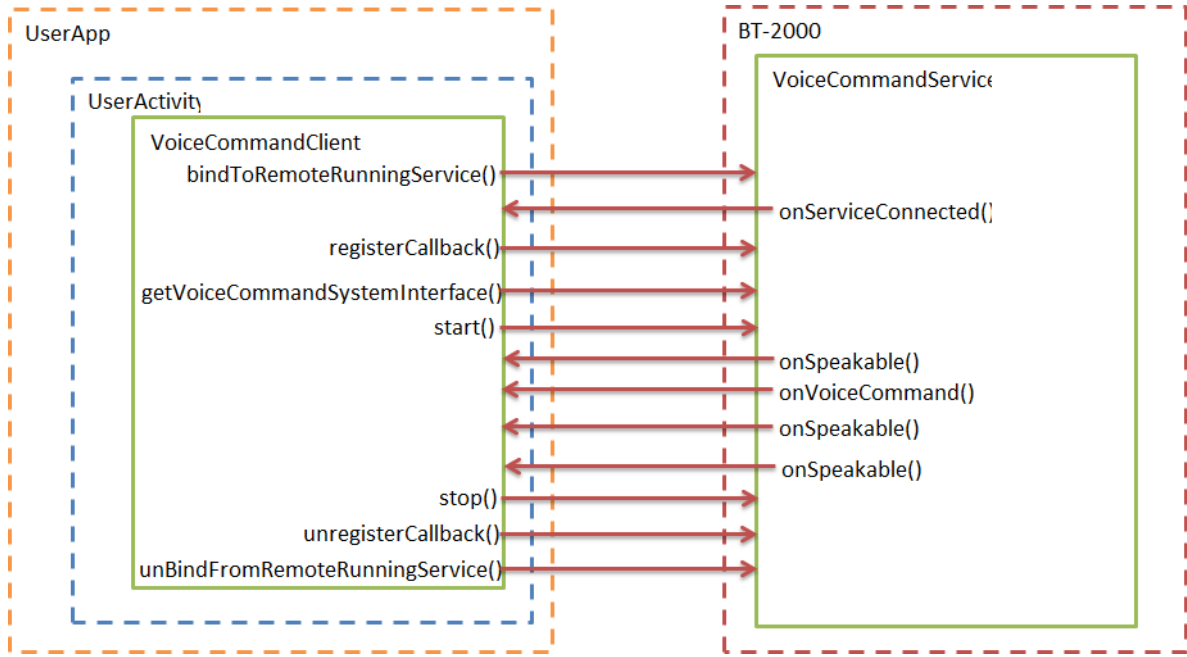 UserApp
BT-2000
UserActivity
VoiceCommandService
VoiceCommandClient
bindToRemoteRunningService()
onServiceConnected()
registerCallback()
getVoiceCommandSystemInterface()
start()
onSpeakable()
onVoiceCommand()
onSpeakable()
onSpeakable()
stop()
unregisterCallback()
unBindFromRemoteRunningService()